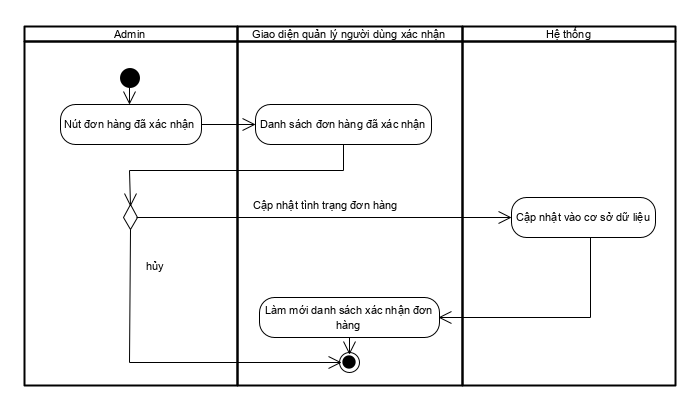 Admin
Giao diện quản lý người dùng xác nhận
Hệ thống
Nút đơn hàng đã xác nhận
Danh sách đơn hàng đã xác nhận
Cập nhật tình trạng đơn hàng
Cập nhật vào cơ sở dữ liệu
hủy
Làm mới danh sách xác nhận đơn
hàng